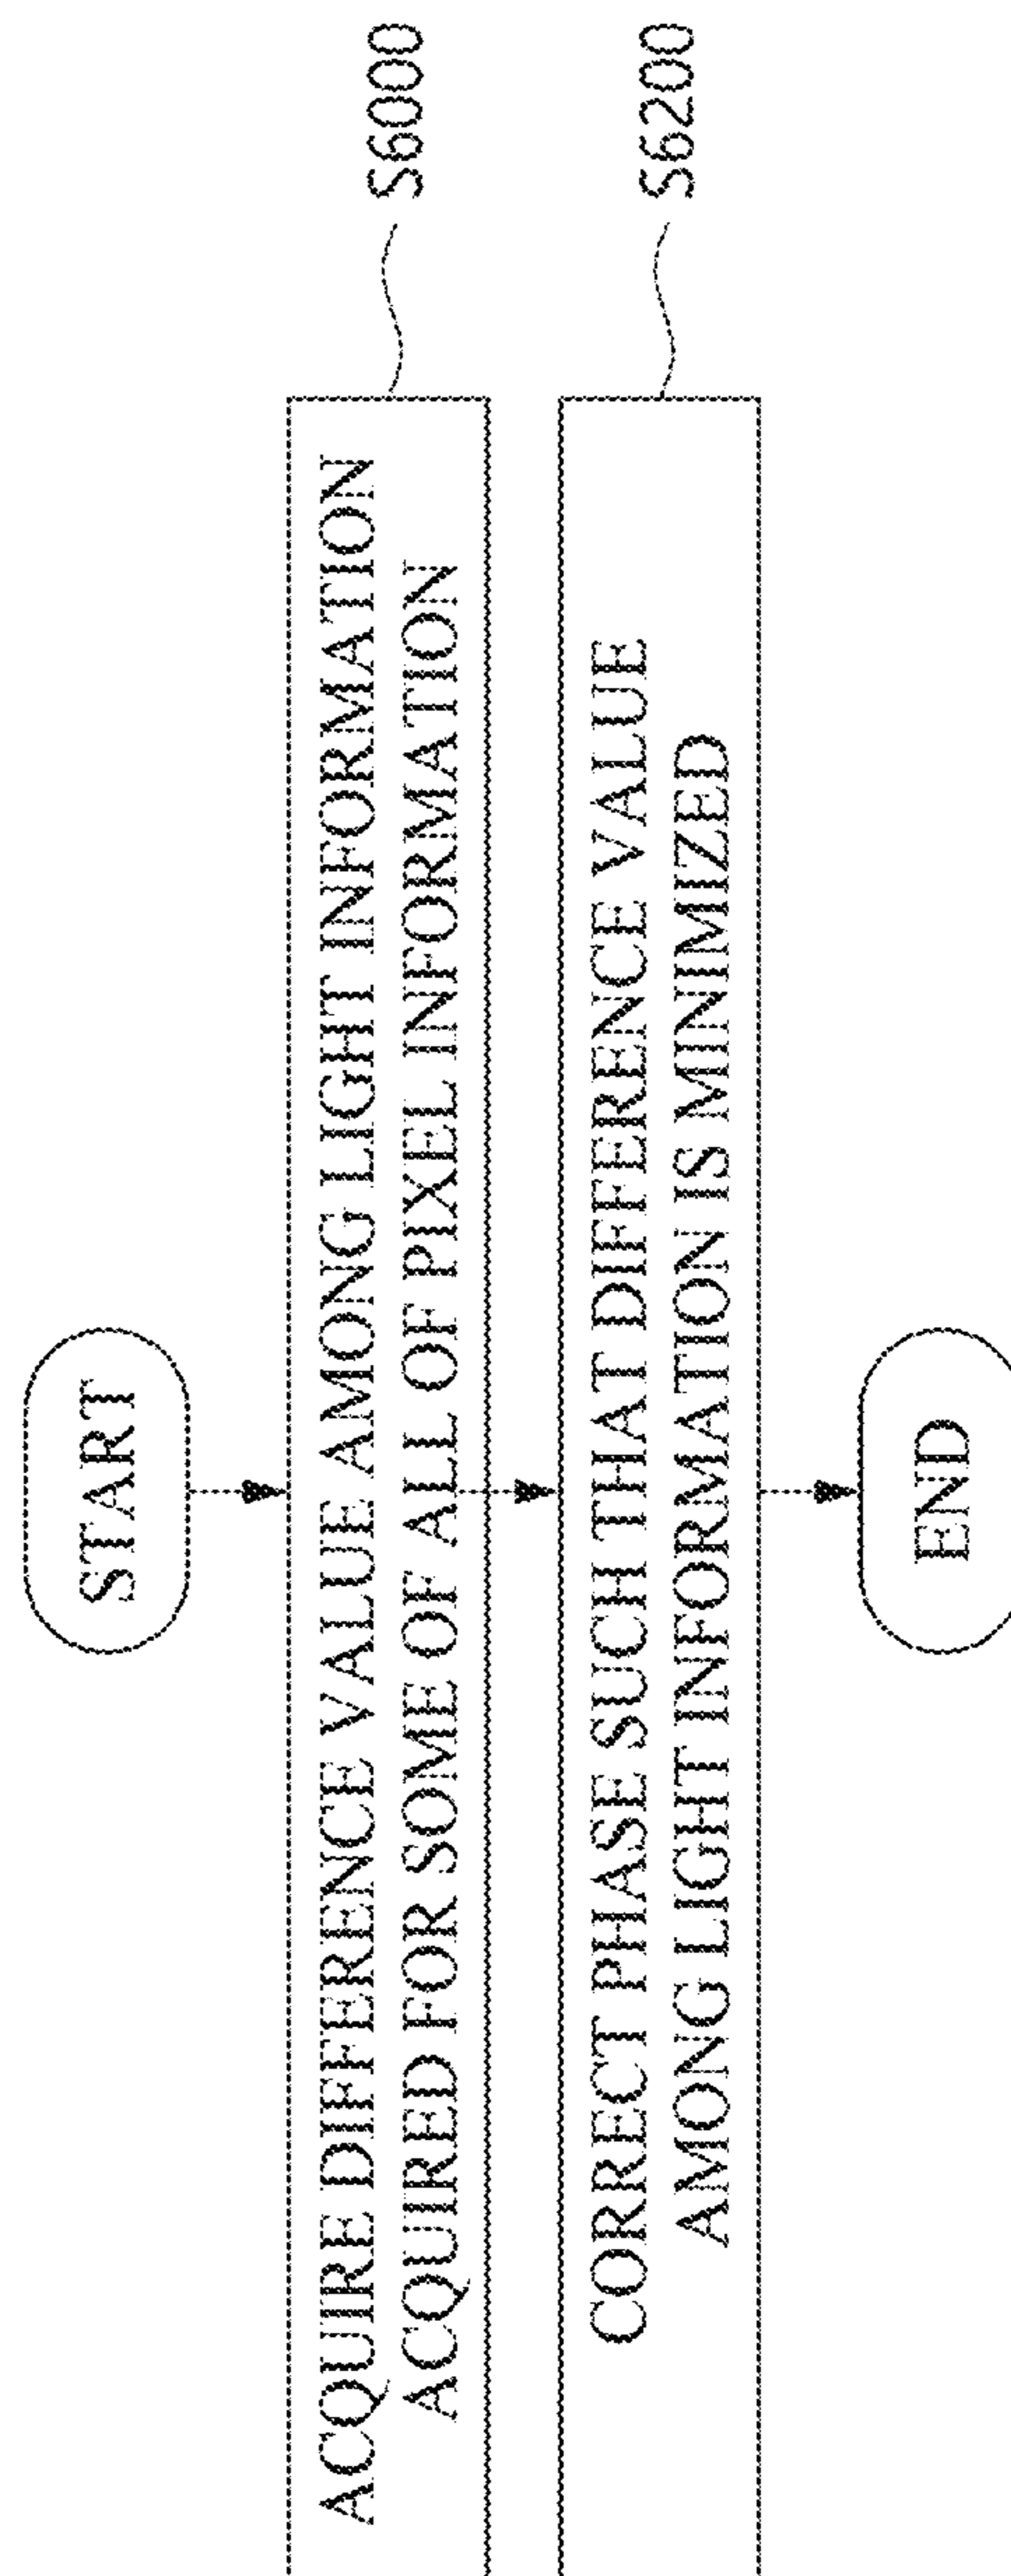 START
ACQUIRE DIFFERENCE VALUE AMONG LIGHT INFORMATION
ACQUIRED FOR SOME OF ALL OF PIXEL INFORMATION
S6000
CORRECT PHASE SUCH THAT DIFFERENCE VALUE
AMONG LIGHT INFORMATION IS MINIMIZED
S6200
END